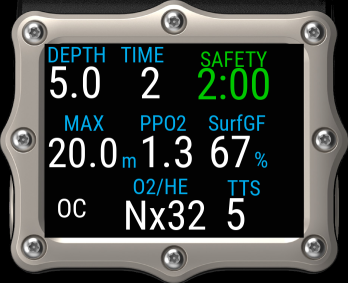 DEPTH TIME SAFETY
5.0 2 2:00
MAX PPO2 SurfGF
20.0m 1.3 67%
O2/HE TTS
OC Nx32 5